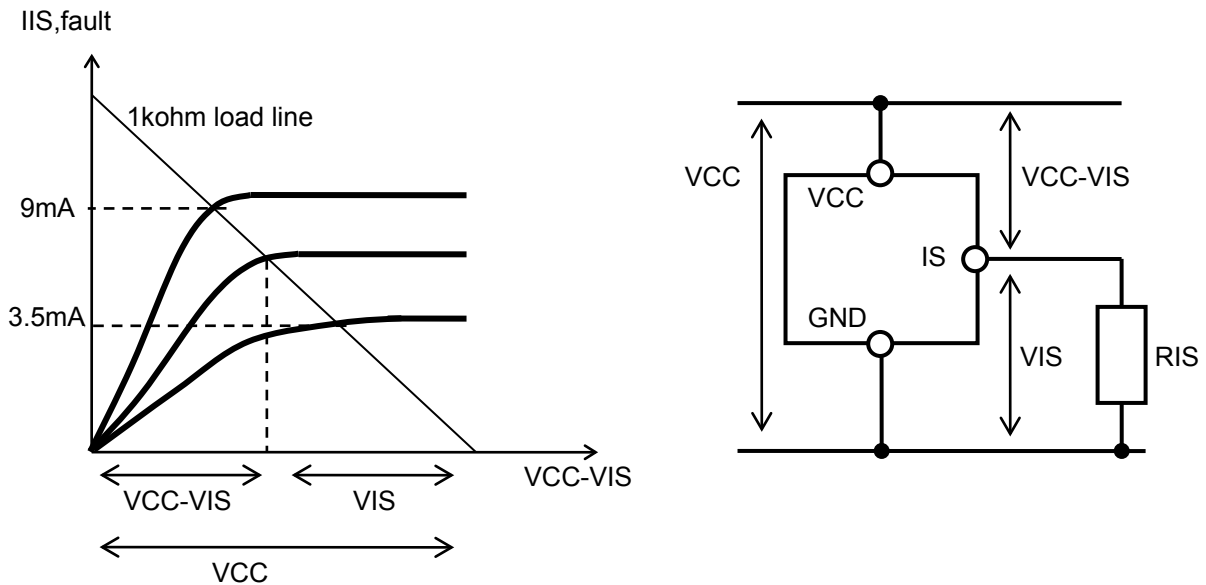 IIS,fault
1kohm load line
9mA
3.5mA
VCC-VIS
VCC-VIS
VIS
VCC
VCC
VCC
VCC-VIS
IS
GND
VIS
RIS